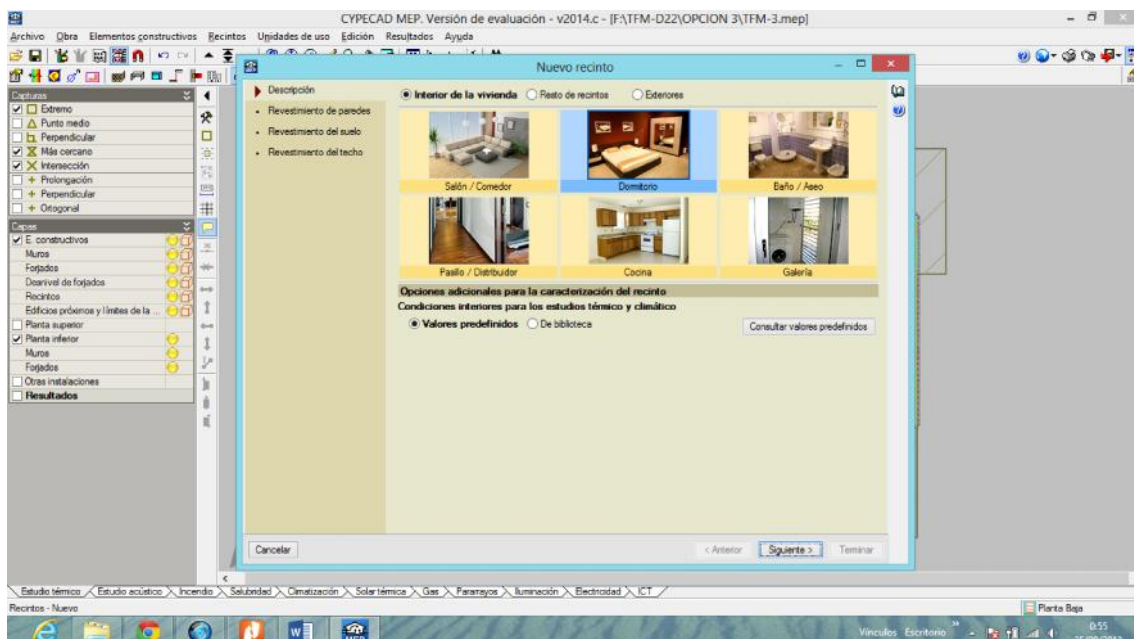 CYPECAD MEP. Versión de evaluación - v2014.c - [F:\TFM-D22\OPCION 3\TFM-3.mep]
Archivo Obra Elementos constructivos Recintos Unidades de uso Edición Resultados Ayuda
Nuevo recinto
Capturas
Extremo
Punto medio
Perpendicular
Más cercano
Intersección
Prolongación
Perpendicular
Ortogonal
Capas
E. constructivos
Muros
Forjados
Desnivel de forjados
Recintos
Edificios próximos y límites de la ...
Planta superior
Planta inferior
Muros
Forjados
Otras instalaciones
Resultados
Descripción
Revestimiento de paredes
Revestimiento del suelo
Revestimiento del techo
Interior de la vivienda Resto de recintos Exteriores
Salón / Comedor Dormitorio Baño / Aseo
Pasillo / Distribuidor Cocina Galería
Opciones adicionales para la caracterización del recinto
Condiciones interiores para los estudios térmico y climático
Valores predefinidos De biblioteca Consultar valores predefinidos
Cancelar < Anterior Siguiente > Terminar
Estudio térmico Estudio acústico Incendio Salubridad Climatización Solar térmica Gas Pararrayos Iluminación Electricidad ICT
Recintos - Nuevo Planta Baja
MEP Vínculos Escritorio 0:55